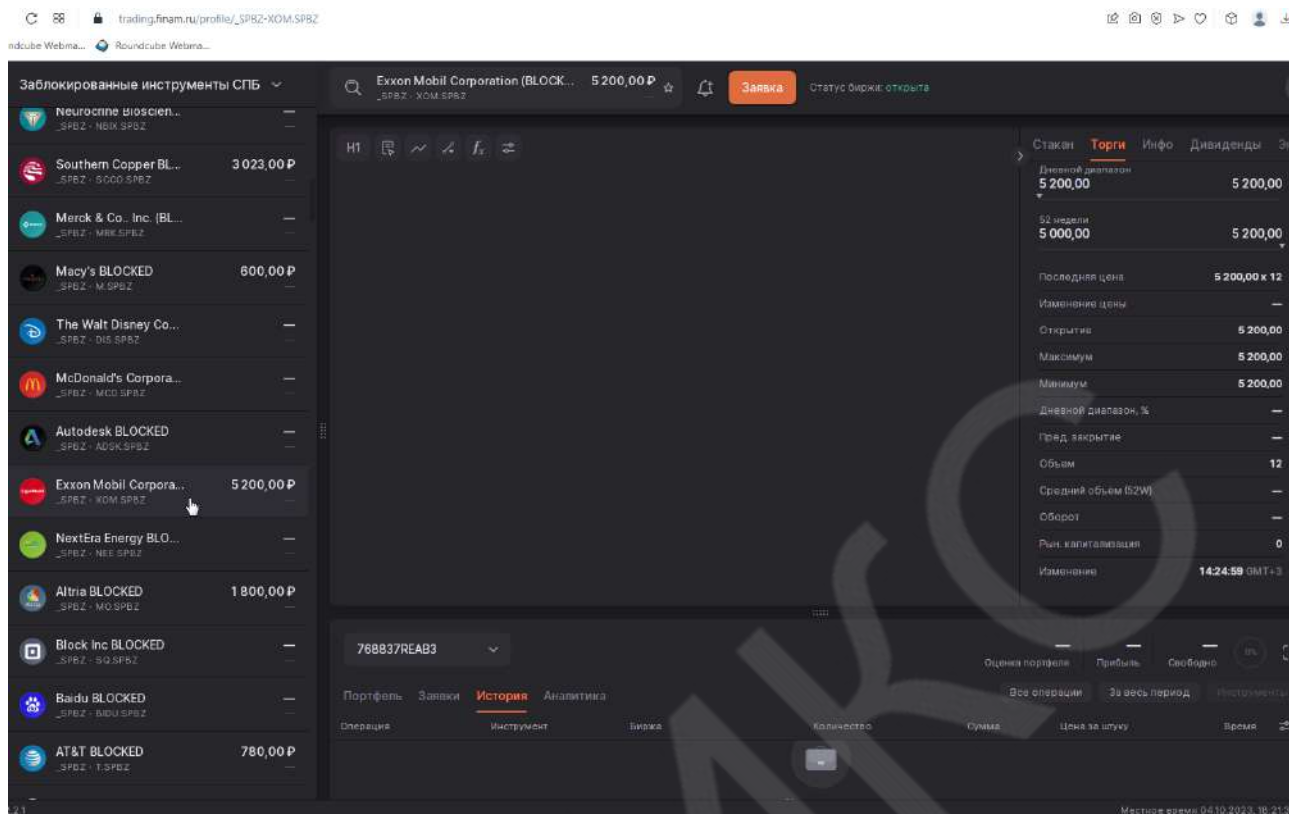 trading.finam.ru/profile/_SPBZ-XOM.SPBZ
ndcube Webma... Roundcube Webma...
Заблокированные инструменты СПБ
Exxon Mobil Corporation (BLOCK... 5 200,00 ₽
_SPBZ - XOM.SPBZ
Заявка
Статус биржи: открыта
Neurocrine Bioscien... —
_SPBZ - NBIX.SPBZ
Southern Copper BL... 3 023,00 ₽
_SPBZ - SCCO.SPBZ
Merck & Co.. Inc. (BL... —
_SPBZ - MRK.SPBZ
Macy's BLOCKED 600,00 ₽
_SPBZ - M.SPBZ
The Walt Disney Co... —
_SPBZ - DIS.SPBZ
McDonald's Corpora... —
_SPBZ - MCD.SPBZ
Autodesk BLOCKED —
_SPBZ - ADSK.SPBZ
Exxon Mobil Corpora... 5 200,00 ₽
_SPBZ - XOM.SPBZ
NextEra Energy BLO... —
_SPBZ - NEE.SPBZ
Altria BLOCKED 1 800,00 ₽
_SPBZ - MO.SPBZ
Block Inc BLOCKED —
_SPBZ - SQ.SPBZ
Baidu BLOCKED —
_SPBZ - BIDU.SPBZ
AT&T BLOCKED 780,00 ₽
_SPBZ - T.SPBZ
H1
Стакан Торги Инфо Дивиденды
Дневной диапазон
5 200,00 5 200,00
52 недели
5 000,00 5 200,00
Последняя цена 5 200,00 x 12
Изменение цены —
Открытие 5 200,00
Максимум 5 200,00
Минимум 5 200,00
Дневной диапазон, % —
Пред. закрытие —
Объем 12
Средний объем (52W) —
Оборот —
Рын. капитализация 0
Изменение 14:24:59 GMT+3
768837REAB3
Оценка портфеля Прибыль Свободно
Портфель Заявки История Аналитика
Все операции За весь период Инструменты
Операция Инструмент Биржа Количество Сумма Цена за штуку Время
Местное время 04.10.2023, 18:21:3